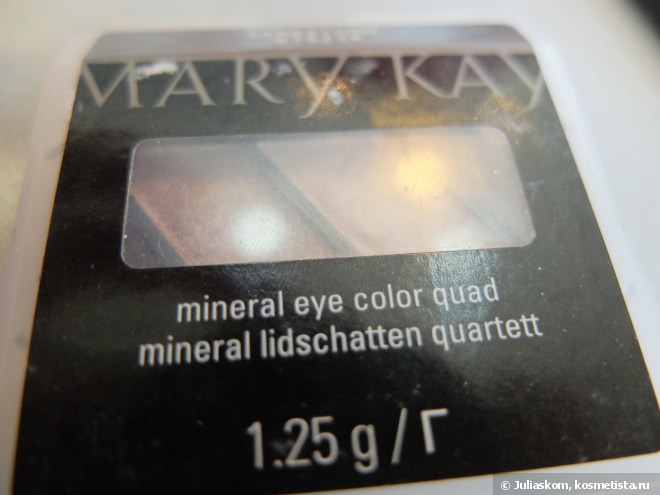 MARY KAY
mineral eye color quad
mineral lidschatten quartett
1.25 g / Г
© Juliaskom, kosmetista.ru